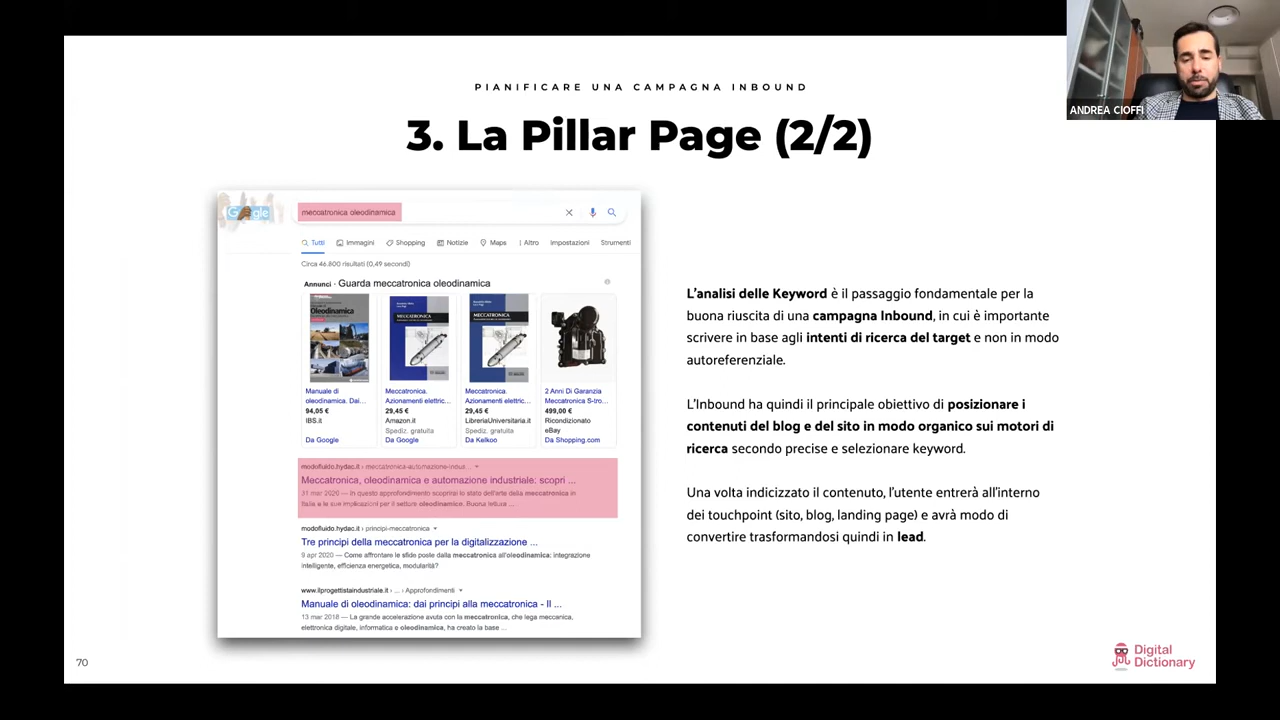 ANDREA CIOFFI
PIANIFICARE UNA CAMPAGNA INBOUND
3. La Pillar Page (2/2)
Google
meccatronica oleodinamica
Tutti Immagini Shopping Notizie Maps Altro Impostazioni Strumenti
Circa 46.800 risultati (0,49 secondi)
Annunci · Guarda meccatronica oleodinamica
Oleodinamica
MECCATRONICA
MECCATRONICA
Manuale di
oleodinamica. Dai...
94,05 €
IBS.it
Da Google
Meccatronica.
Azionamenti elettric...
29,45 €
Amazon.it
Spediz. gratuita
Da Google
Meccatronica.
Azionamenti elettric...
29,45 €
LibreriaUniversitaria.it
Spediz. gratuita
Da Kelkoo
2 Anni Di Garanzia
Meccatronica S-tro...
499,00 €
Ricondizionato
eBay
Da Shopping.com
modofluido.hydac.it › meccatronica-automazione-indus...
Meccatronica, oleodinamica e automazione industriale: scopri ...
31 mar 2020 — In questo approfondimento scoprirai lo stato dell'arte della meccatronica in
Italia e le sue implicazioni per il settore oleodinamico. Buona lettura ...
modofluido.hydac.it › principi-meccatronica
Tre principi della meccatronica per la digitalizzazione ...
9 apr 2020 — Come affrontare le sfide poste dalla meccatronica all'oleodinamica: integrazione
intelligente, efficienza energetica, modularità?
www.ilprogettistaindustriale.it › ... › Approfondimenti
Manuale di oleodinamica: dai principi alla meccatronica - Il ...
13 mar 2018 — La grande accelerazione avuta con la meccatronica, che lega meccanica,
elettronica digitale, informatica e oleodinamica, ha creato la base ...
L'analisi delle Keyword è il passaggio fondamentale per la
buona riuscita di una campagna Inbound, in cui è importante
scrivere in base agli intenti di ricerca del target e non in modo
autoreferenziale.
L'Inbound ha quindi il principale obiettivo di posizionare i
contenuti del blog e del sito in modo organico sui motori di
ricerca secondo precise e selezionare keyword.
Una volta indicizzato il contenuto, l'utente entrerà all'interno
dei touchpoint (sito, blog, landing page) e avrà modo di
convertire trasformandosi quindi in lead.
70
Digital
Dictionary